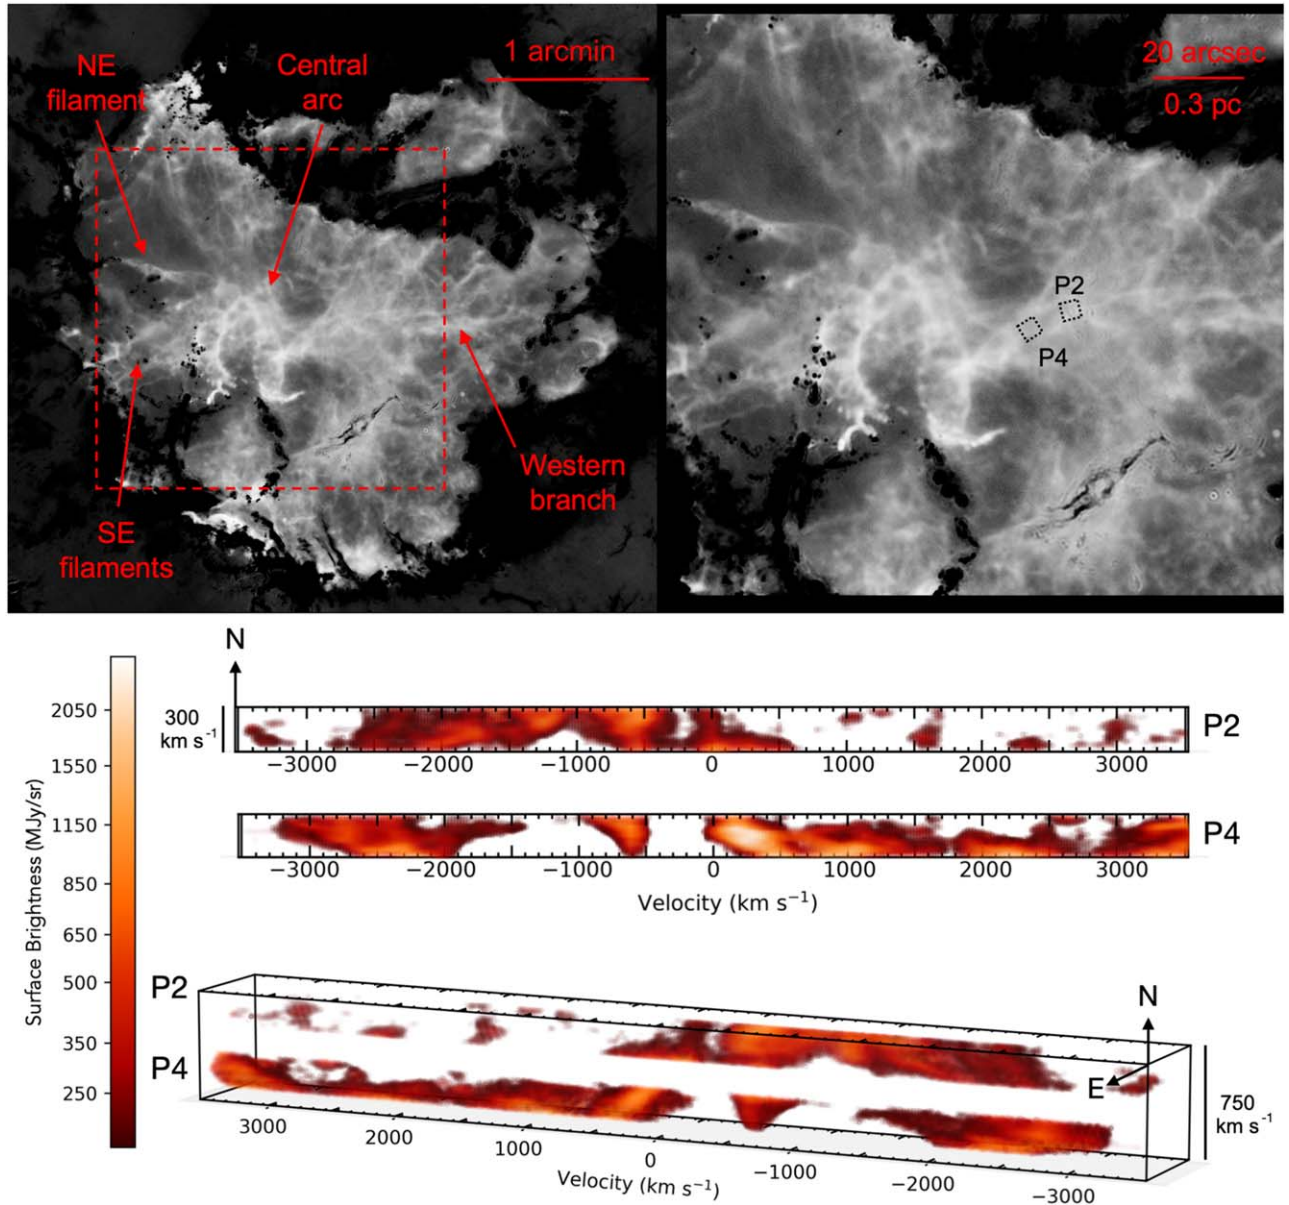 NE
filament
Central
arc
1 arcmin
SE
filaments
Western
branch
20 arcsec
0.3 pc
P2
P4
Surface Brightness (MJy/sr)
2050
1550
1150
850
650
500
350
250
N
300
km s⁻¹
P2
−3000 −2000 −1000 0 1000 2000 3000
P4
−3000 −2000 −1000 0 1000 2000 3000
Velocity (km s⁻¹)
P2
P4
N
E
750
km s⁻¹
3000 2000 1000 0 −1000 −2000 −3000
Velocity (km s⁻¹)